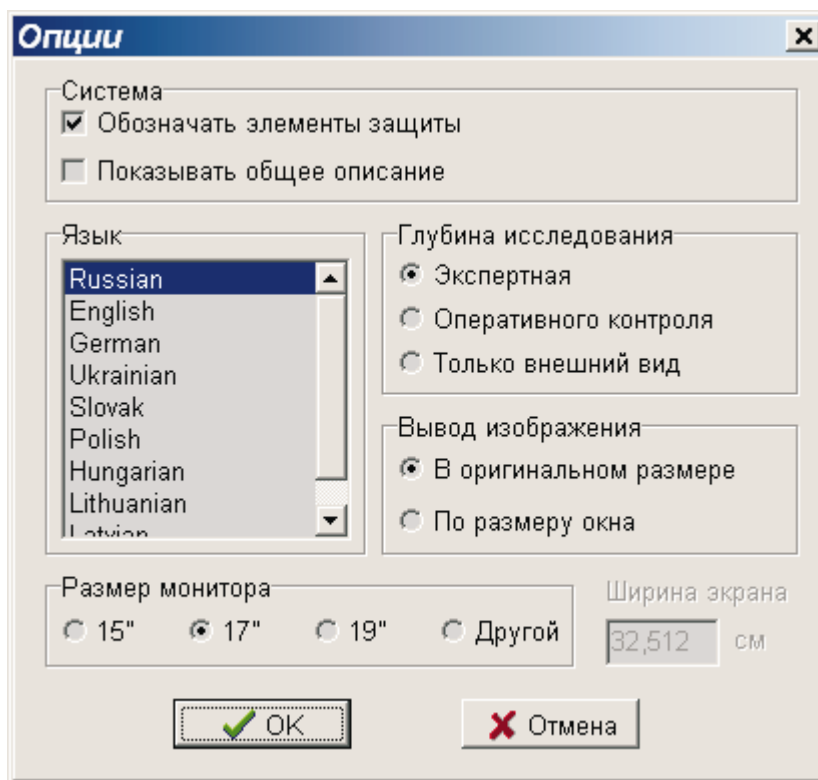 Опции
Система
Обозначать элементы защиты
Показывать общее описание
Язык
Russian
English
German
Ukrainian
Slovak
Polish
Hungarian
Lithuanian
Latvian
Глубина исследования
Экспертная
Оперативного контроля
Только внешний вид
Вывод изображения
В оригинальном размере
По размеру окна
Размер монитора
15" 17" 19" Другой
Ширина экрана
32,512 см
OK Отмена